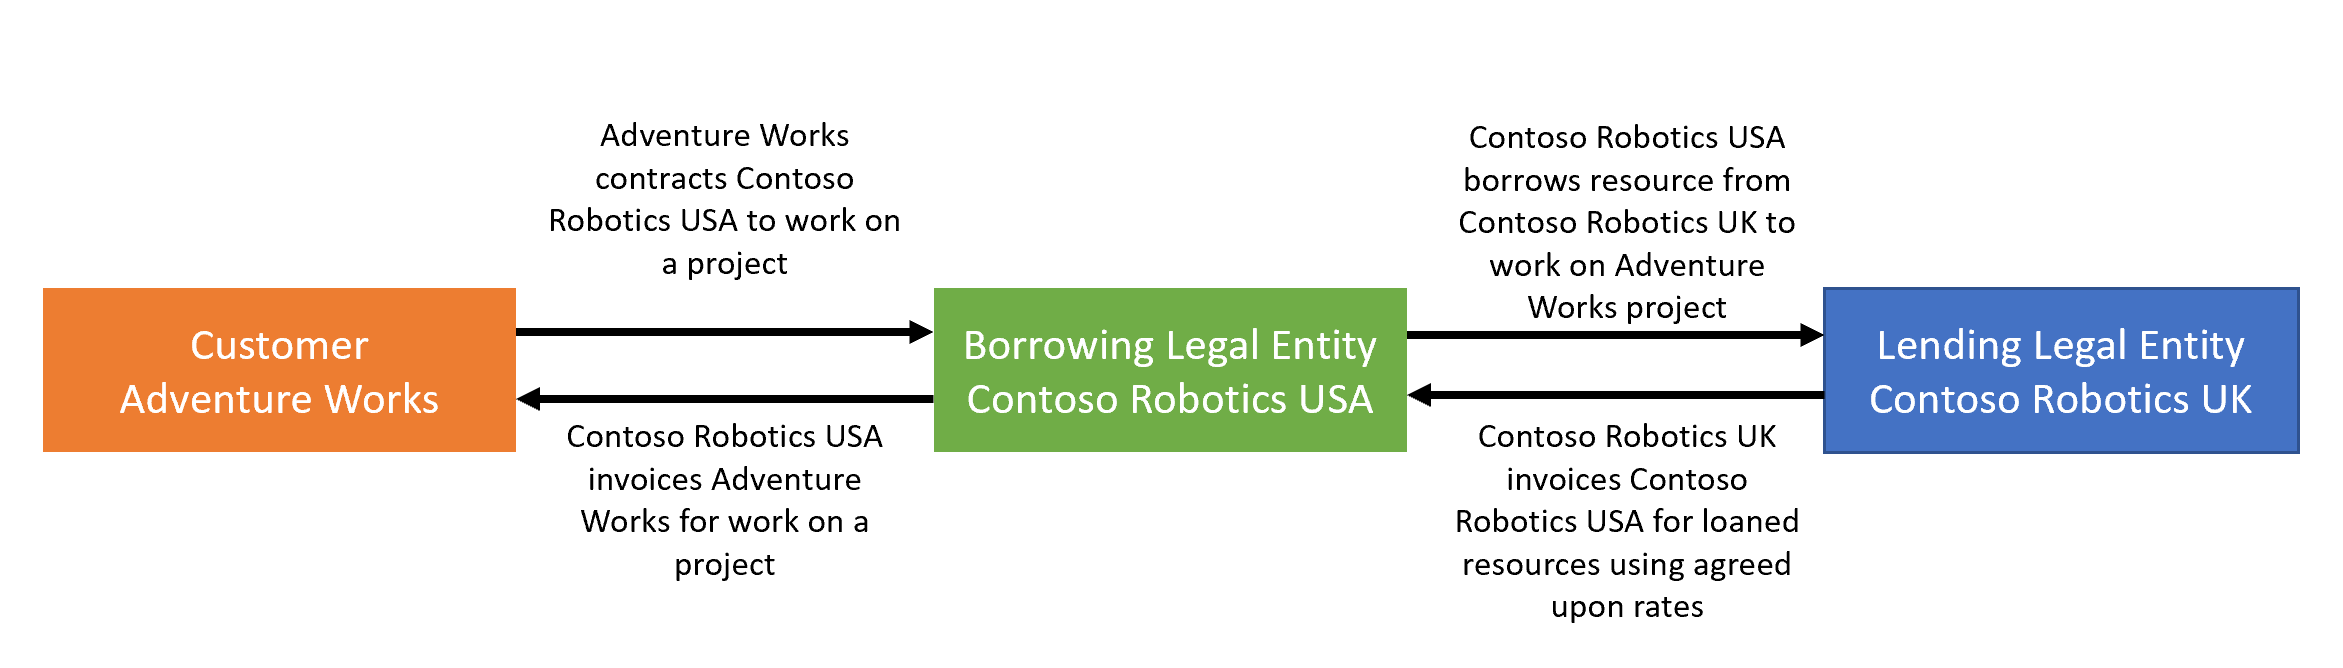 Adventure Works
contracts Contoso
Robotics USA to work on
a project
Contoso Robotics USA
borrows resource from
Contoso Robotics UK to
work on Adventure
Works project
Customer
Adventure Works
Borrowing Legal Entity
Contoso Robotics USA
Lending Legal Entity
Contoso Robotics UK
Contoso Robotics USA
invoices Adventure
Works for work on a
project
Contoso Robotics UK
invoices Contoso
Robotics USA for loaned
resources using agreed
upon rates